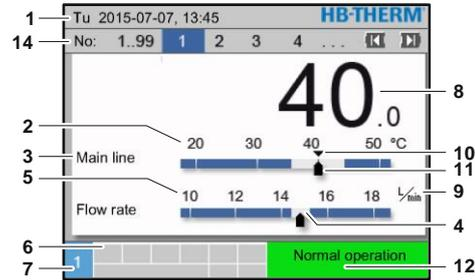 1 Tu 2015-07-07, 13:45 HB-THERM
14 No: 1..99 1 2 3 4 ...
40.0 8
2 20 30 40 50 °C 10
3 Main line 11
5 10 12 14 16 18 L/min 9
Flow rate 4
6
7 1 Normal operation 12